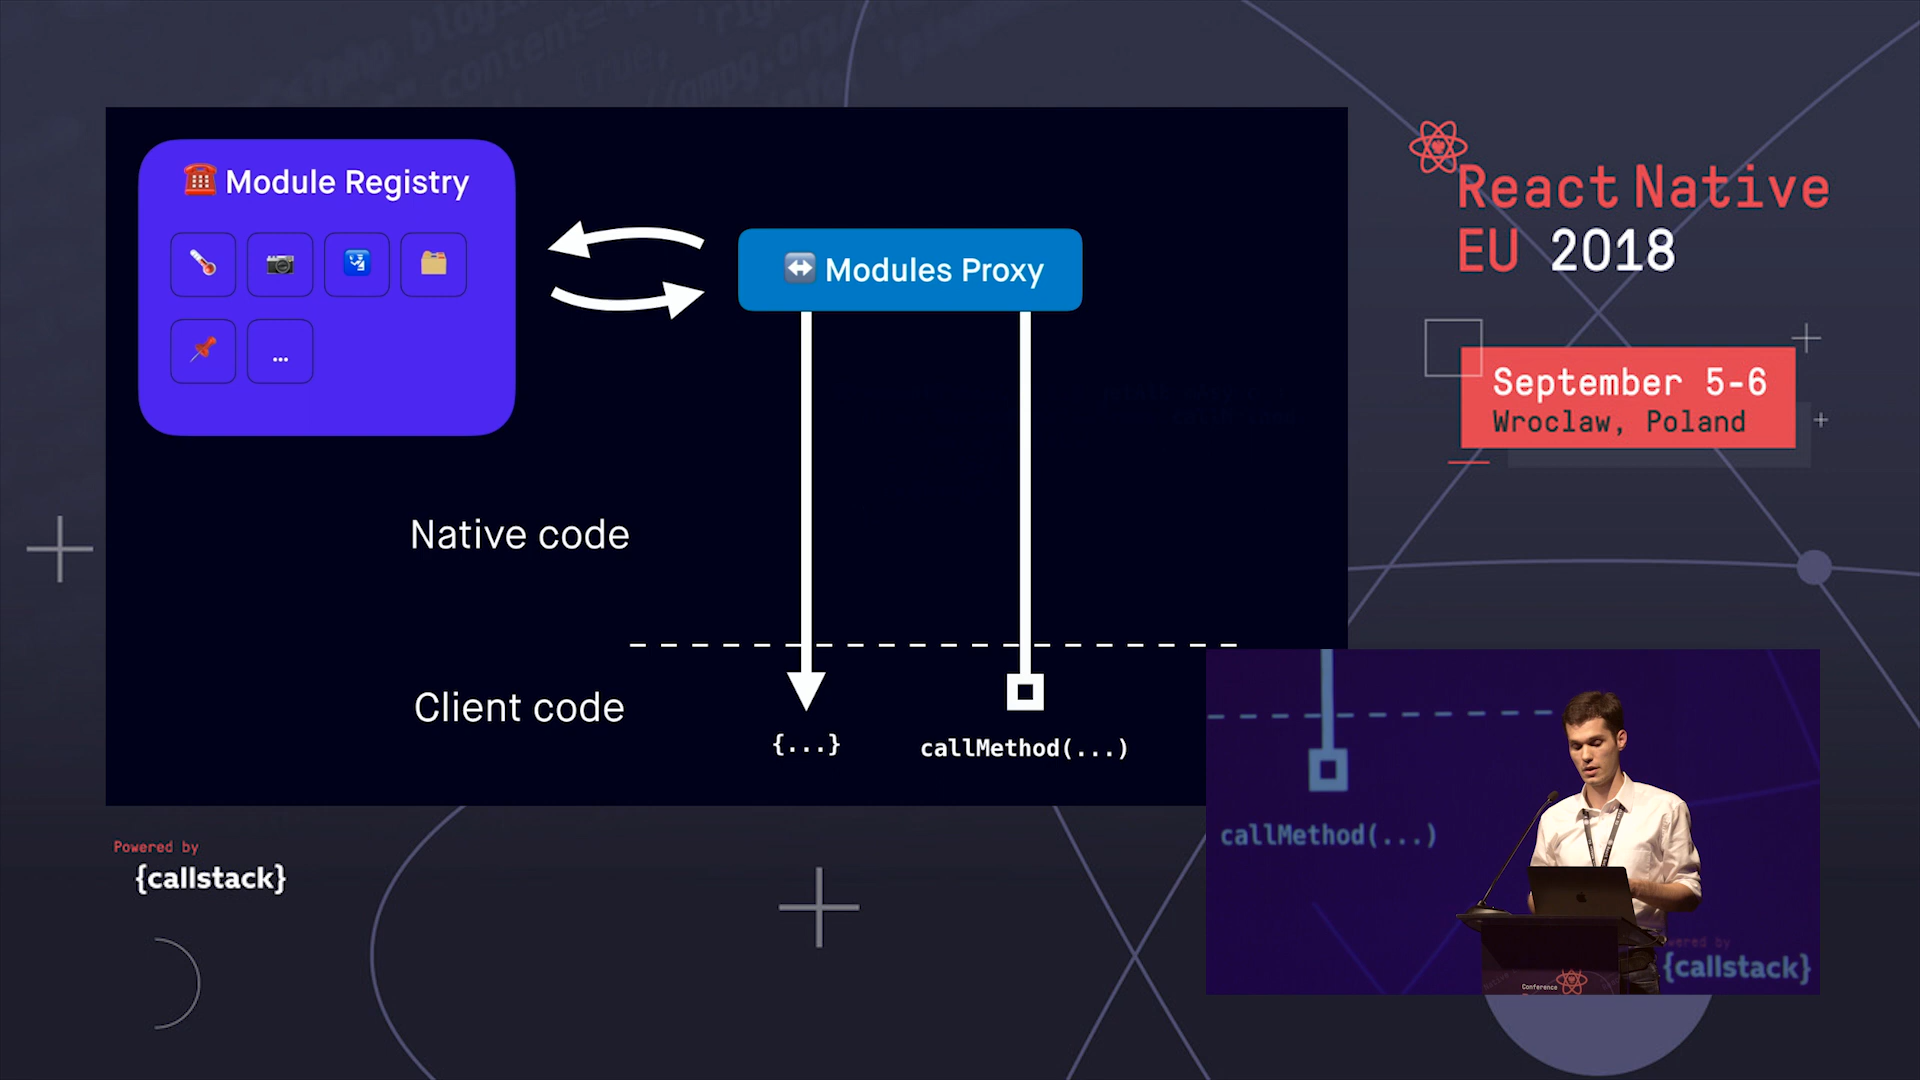 Module Registry
...
Modules Proxy
Native code
Client code
{...}
callMethod(...)
React Native
EU 2018
September 5-6
Wroclaw, Poland
Powered by
{callstack}
callMethod(...)
{callstack}
Conference